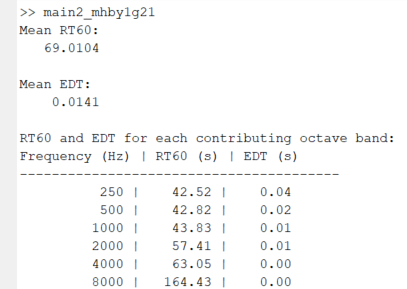 >> main2_mhby1g21
Mean RT60:
69.0104
Mean EDT:
0.0141
RT60 and EDT for each contributing octave band:
Frequency (Hz) | RT60 (s) | EDT (s)
----------------------------------------
250 | 42.52 | 0.04
500 | 42.82 | 0.02
1000 | 43.83 | 0.01
2000 | 57.41 | 0.01
4000 | 63.05 | 0.00
8000 | 164.43 | 0.00